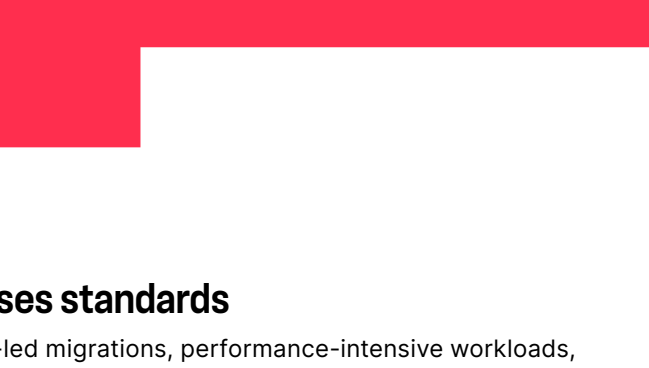 ses standards
-led migrations, performance-intensive workloads,